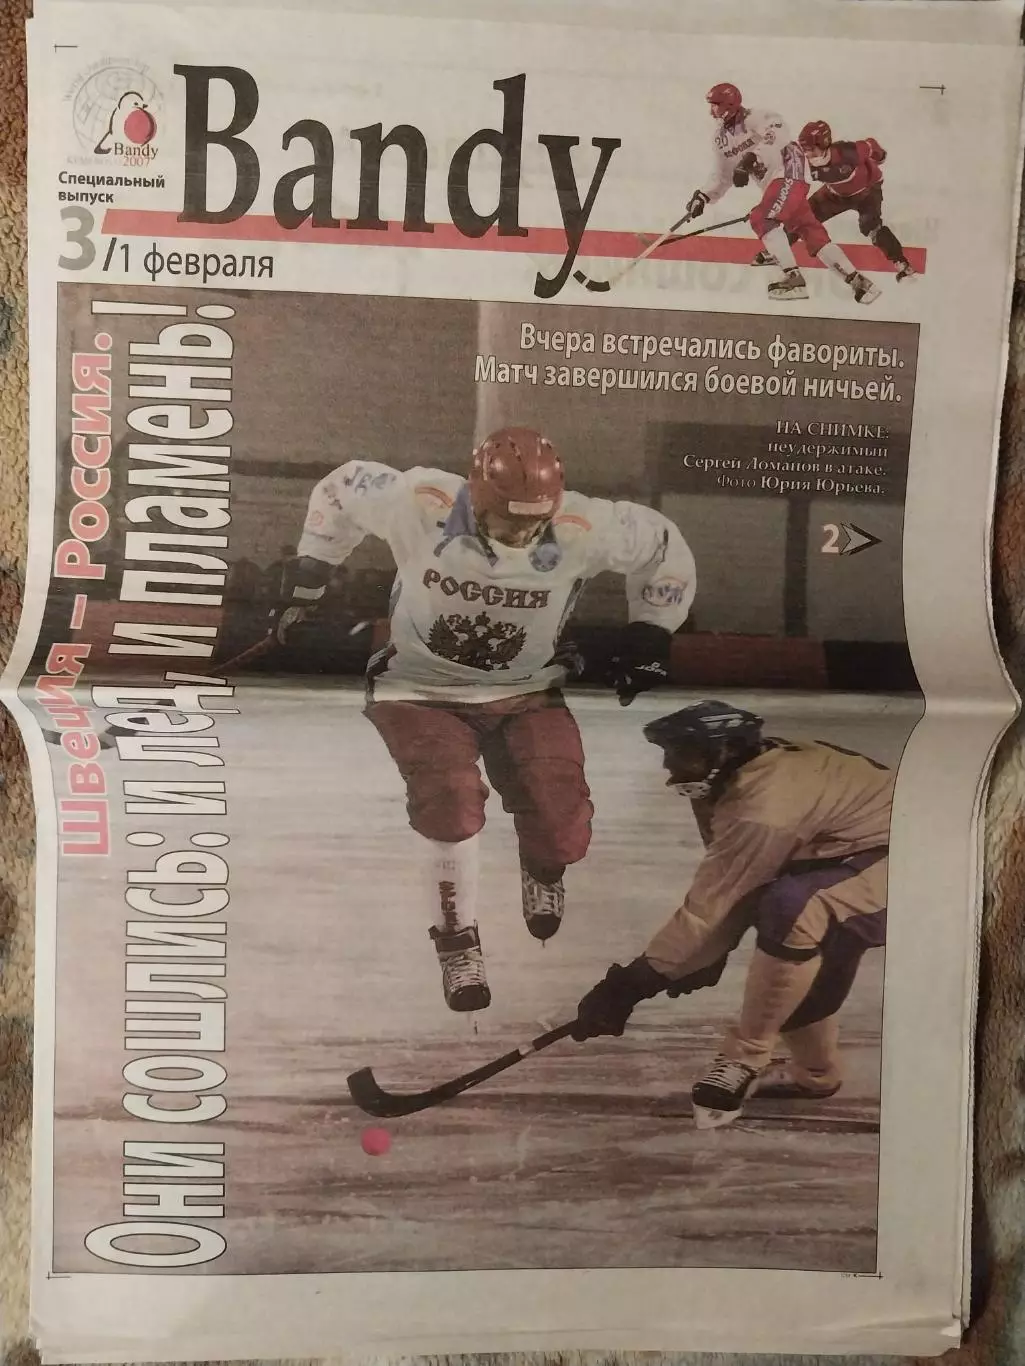 Bandy
2007
Bandy
Специальный
выпуск
3/1 февраля
РОССИЯ
Швеция – Россия.
Они сошлись: и лед, и пламень!
Вчера встречались фавориты.
Матч завершился боевой ничьей.
НА СНИМКЕ:
неудержимый
Сергей Ломанов в атаке.
Фото Юрия Юрьева.
2
РОССИЯ